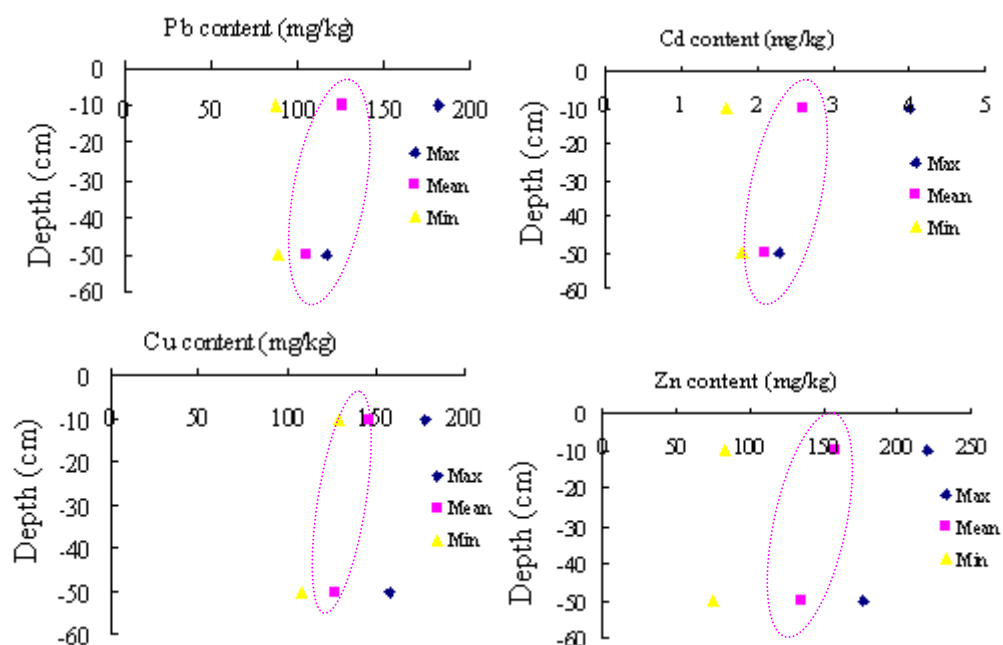 Pb content (mg/kg)
0
0 50 100 150 200
-10
-20
-30
-40
-50
-60
Depth (cm)
Max
Mean
Min
Cd content (mg/kg)
0
0 1 2 3 4 5
-10
-20
-30
-40
-50
-60
Depth (cm)
Max
Mean
Min
Cu content (mg/kg)
0
0 50 100 150 200
-10
-20
-30
-40
-50
-60
Depth (cm)
Max
Mean
Min
Zn content (mg/kg)
0
0 50 100 150 200 250
-10
-20
-30
-40
-50
-60
Depth (cm)
Max
Mean
Min